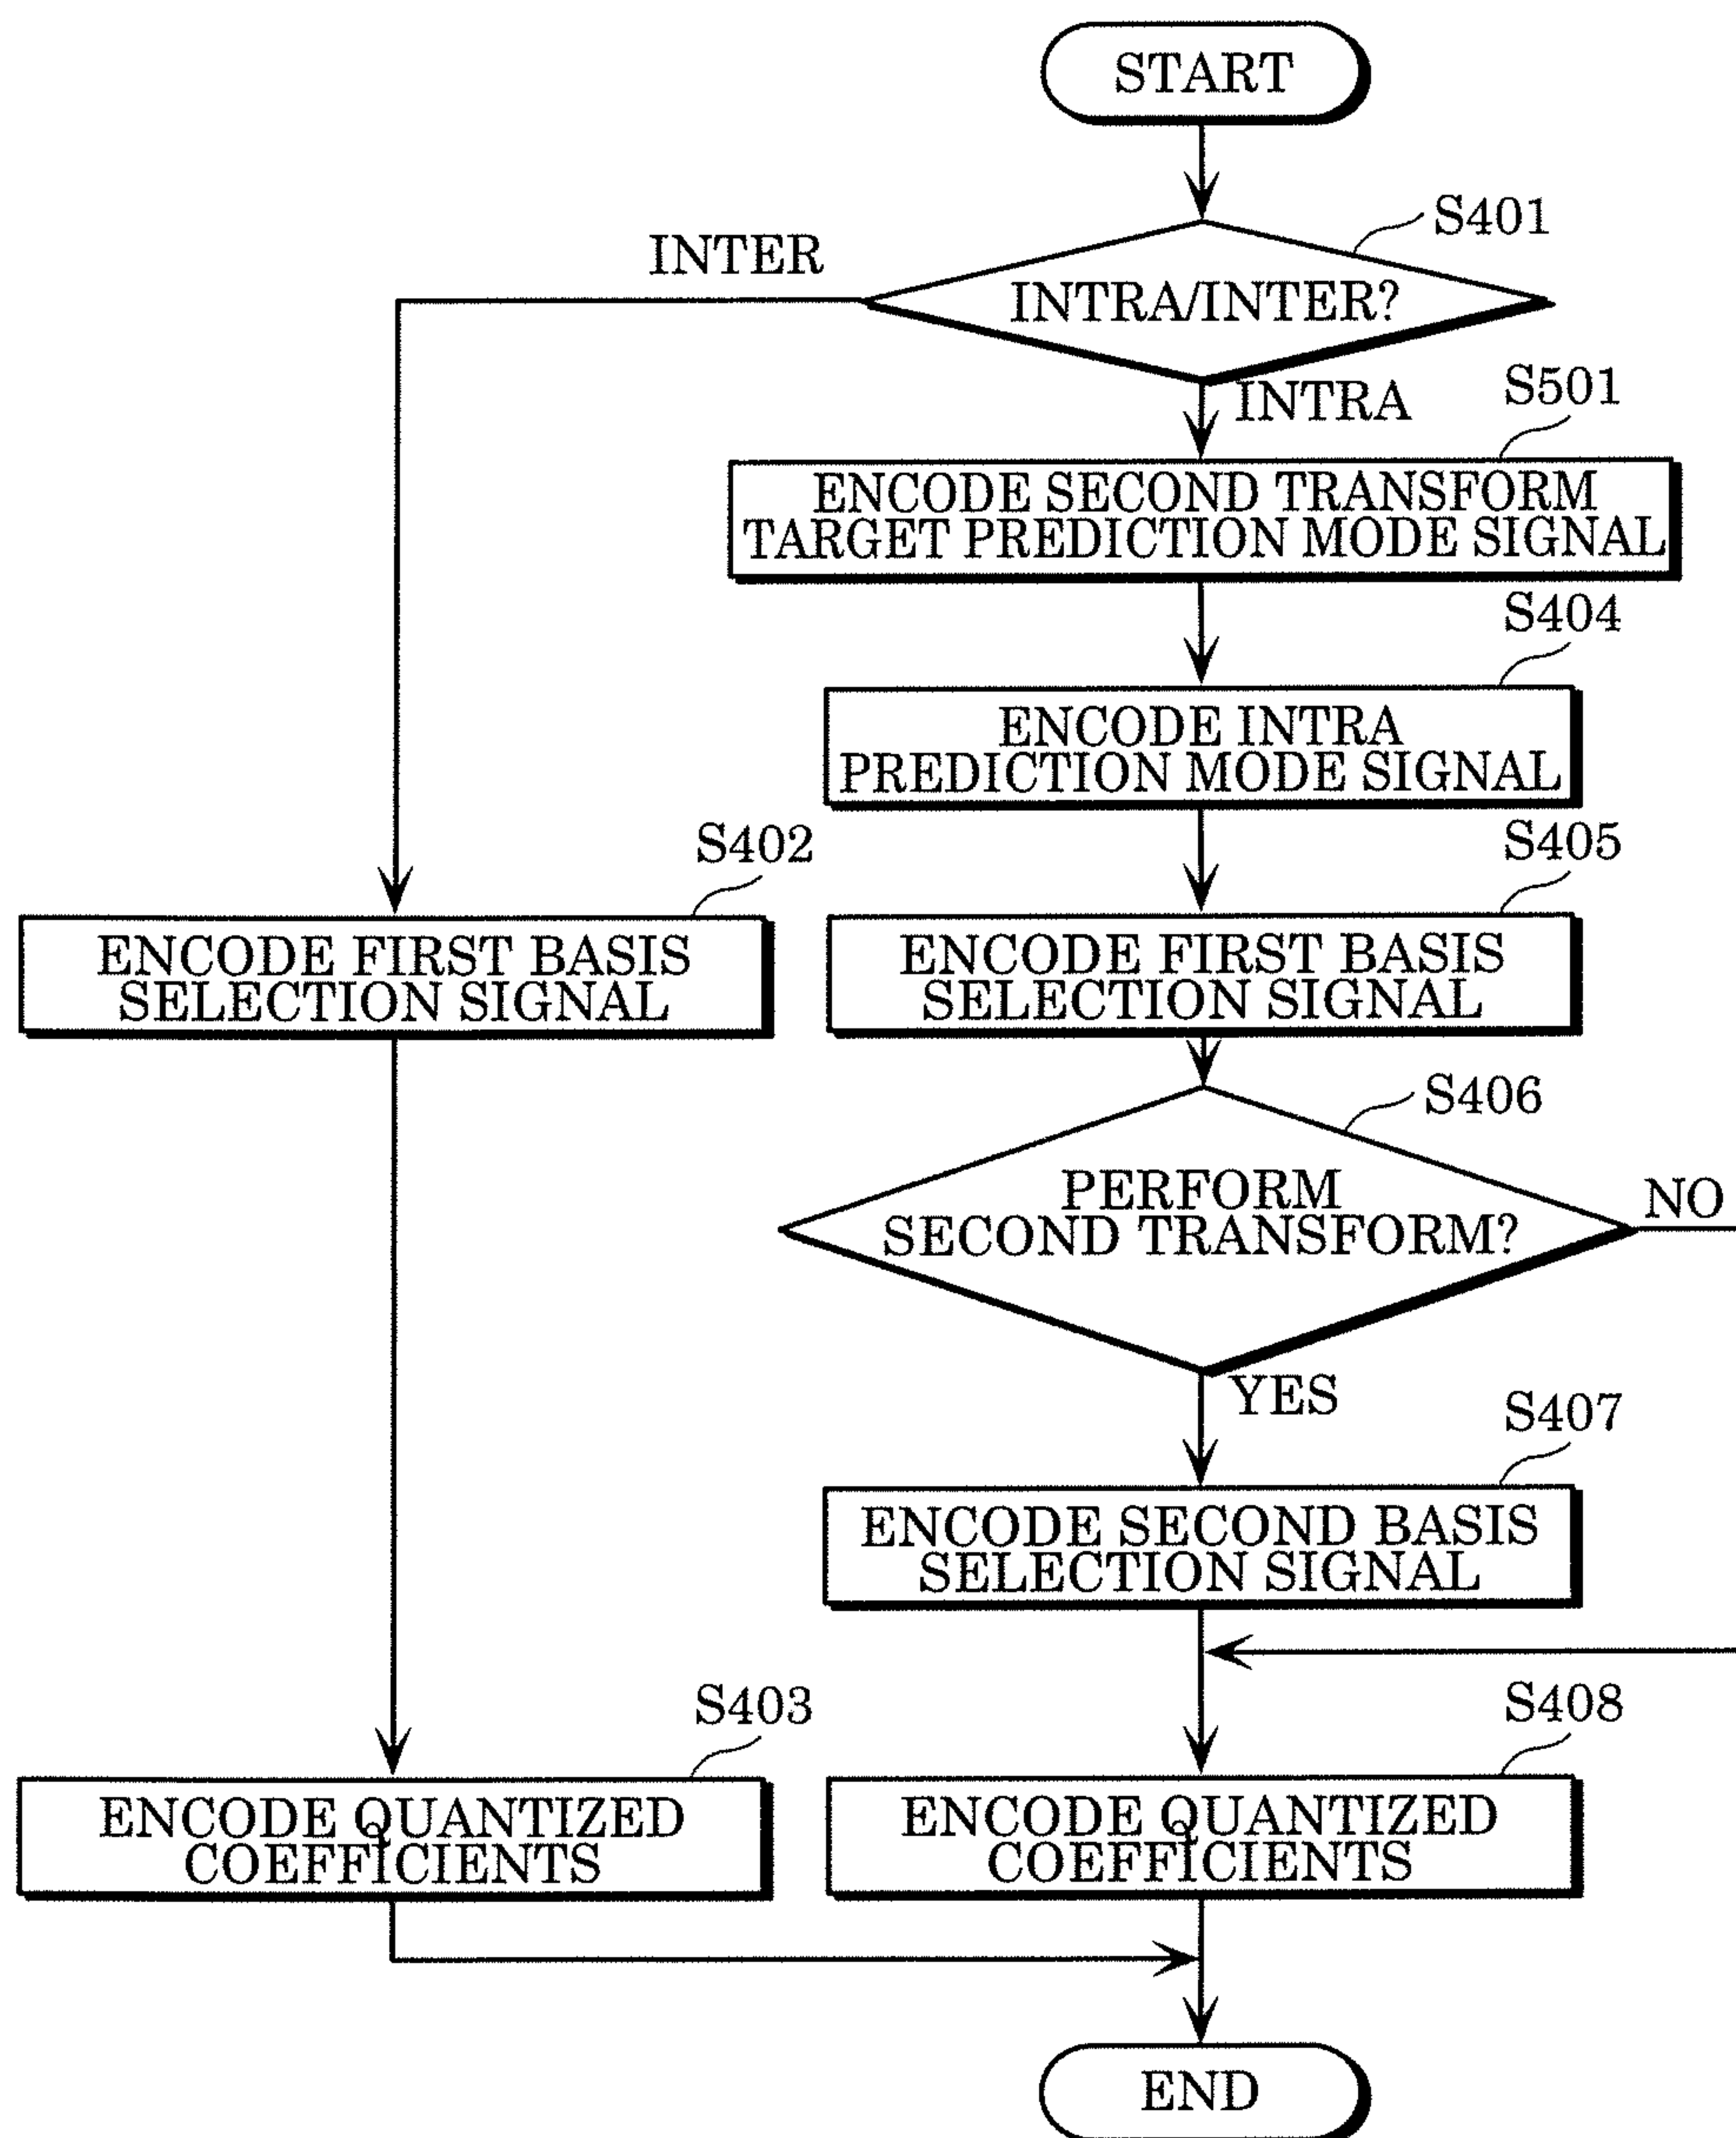 START
S401
INTER
INTRA/INTER?
INTRA
S501
ENCODE SECOND TRANSFORM
TARGET PREDICTION MODE SIGNAL
S404
ENCODE INTRA
PREDICTION MODE SIGNAL
S402
S405
ENCODE FIRST BASIS
SELECTION SIGNAL
ENCODE FIRST BASIS
SELECTION SIGNAL
S406
PERFORM
SECOND TRANSFORM?
NO
YES
S407
ENCODE SECOND BASIS
SELECTION SIGNAL
S403
S408
ENCODE QUANTIZED
COEFFICIENTS
ENCODE QUANTIZED
COEFFICIENTS
END